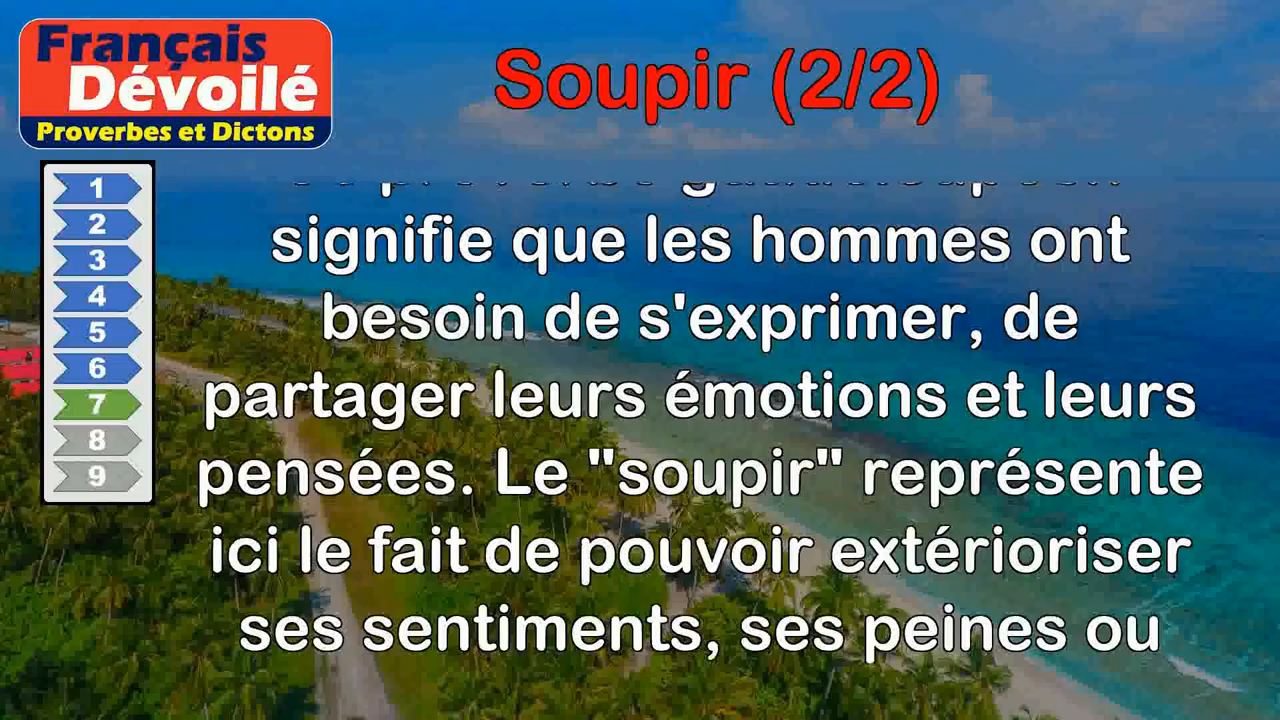 Français
Dévoilé
Proverbes et Dictons
Soupir (2/2)
1
2
3
4
5
6
7
8
9
signifie que les hommes ont
besoin de s'exprimer, de
partager leurs émotions et leurs
pensées. Le "soupir" représente
ici le fait de pouvoir extérioriser
ses sentiments, ses peines ou